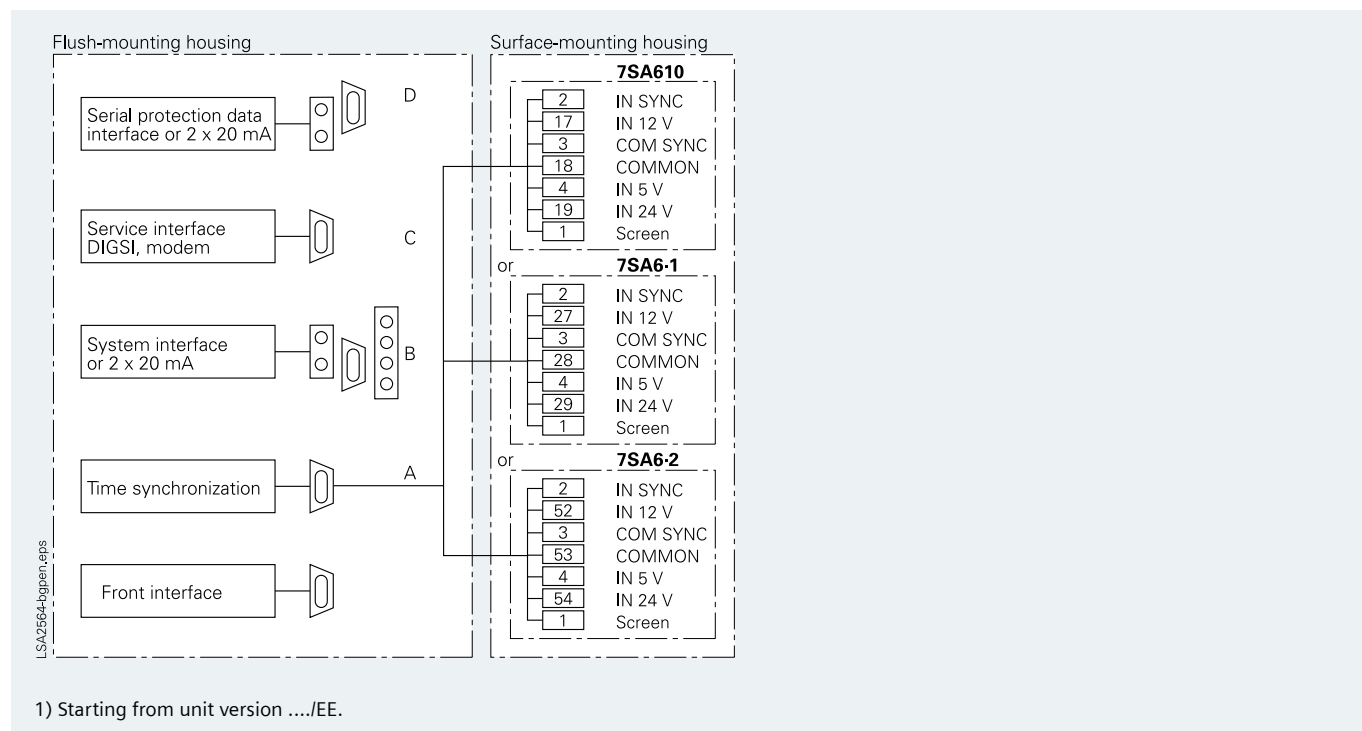 Flush-mounting housing
Serial protection data
interface or 2 x 20 mA
D
Service interface
DIGSI, modem
C
System interface
or 2 x 20 mA
B
Time synchronization
A
Front interface
LSA2564-bgpen.eps
Surface-mounting housing
7SA610
2 IN SYNC
17 IN 12 V
3 COM SYNC
18 COMMON
4 IN 5 V
19 IN 24 V
1 Screen
or 7SA6·1
2 IN SYNC
27 IN 12 V
3 COM SYNC
28 COMMON
4 IN 5 V
29 IN 24 V
1 Screen
or 7SA6·2
2 IN SYNC
52 IN 12 V
3 COM SYNC
53 COMMON
4 IN 5 V
54 IN 24 V
1 Screen
1) Starting from unit version ..../EE.